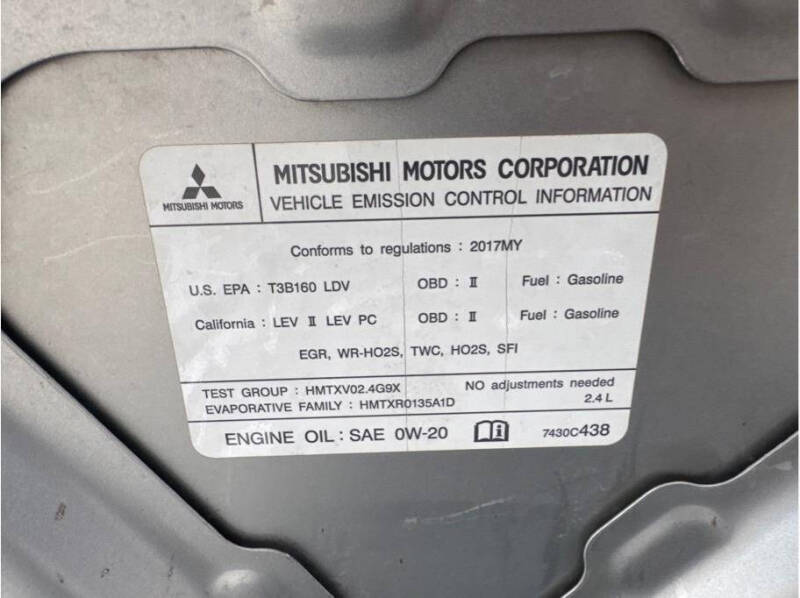 MITSUBISHI MOTORS
MITSUBISHI MOTORS CORPORATION
VEHICLE EMISSION CONTROL INFORMATION
Conforms to regulations : 2017MY
U.S. EPA : T3B160 LDV OBD : II Fuel : Gasoline
California : LEV II LEV PC OBD : II Fuel : Gasoline
EGR, WR-HO2S, TWC, HO2S, SFI
TEST GROUP : HMTXV02.4G9X NO adjustments needed
EVAPORATIVE FAMILY : HMTXR0135A1D 2.4 L
ENGINE OIL : SAE 0W-20 i 7430C438